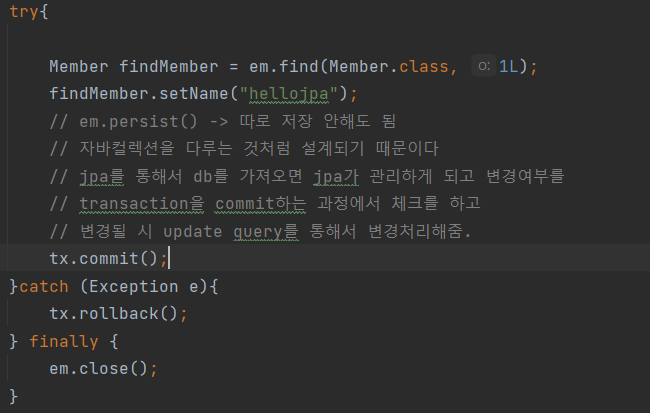 try{
Member findMember = em.find(Member.class, o: 1L);
findMember.setName("hellojpa");
// em.persist() -> 따로 저장 안해도 됨
// 자바컬렉션을 다루는 것처럼 설계되기 때문이다
// jpa를 통해서 db를 가져오면 jpa가 관리하게 되고 변경여부를
// transaction을 commit하는 과정에서 체크를 하고
// 변경될 시 update query를 통해서 변경처리해줌.
tx.commit();
}catch (Exception e){
tx.rollback();
} finally {
em.close();
}